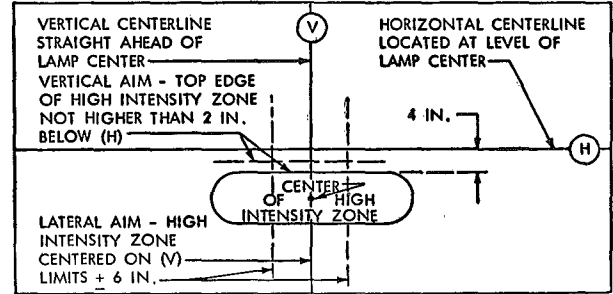 VERTICAL CENTERLINE
STRAIGHT AHEAD OF
LAMP CENTER
V
HORIZONTAL CENTERLINE
LOCATED AT LEVEL OF
LAMP CENTER
VERTICAL AIM - TOP EDGE
OF HIGH INTENSITY ZONE
NOT HIGHER THAN 2 IN.
BELOW (H)
4 IN.
H
CENTER
OF HIGH
INTENSITY ZONE
LATERAL AIM - HIGH
INTENSITY ZONE
CENTERED ON (V)
LIMITS ± 6 IN.